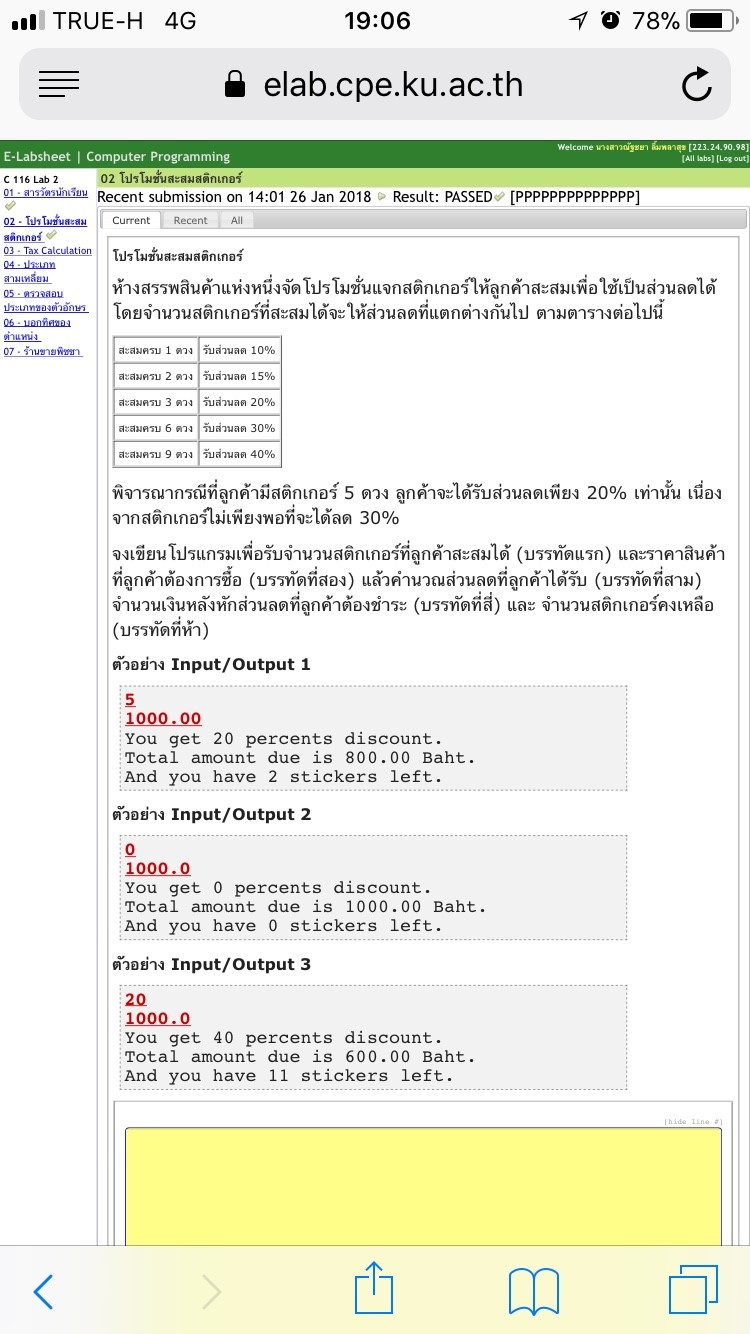 TRUE-H 4G 19:06 78%
elab.cpe.ku.ac.th
E-Labsheet | Computer Programming
Welcome นางสาวณัฐชยา ลิ้มพลาสุข [223.24.90.98]
[All labs] [Log out]
C 116 Lab 2
01 - สารวัตรนักเรียน
02 - โปรโมชั่นสะสม
สติกเกอร์
03 - Tax Calculation
04 - ประเภท
สามเหลี่ยม
05 - ตรวจสอบ
ประเภทของตัวอักษร
06 - บอกทิศของ
ตำแหน่ง
07 - ร้านขายพิชชา
02 โปรโมชั่นสะสมสติกเกอร์
Recent submission on 14:01 26 Jan 2018 Result: PASSED [PPPPPPPPPPPPPP]
Current Recent All
โปรโมชั่นสะสมสติกเกอร์
ห้างสรรพสินค้าแห่งหนึ่งจัดโปรโมชั่นแจกสติกเกอร์ให้ลูกค้าสะสมเพื่อใช้เป็นส่วนลดได้
โดยจำนวนสติกเกอร์ที่สะสมได้จะให้ส่วนลดที่แตกต่างกันไป ตามตารางต่อไปนี้
สะสมครบ 1 ดวง รับส่วนลด 10%
สะสมครบ 2 ดวง รับส่วนลด 15%
สะสมครบ 3 ดวง รับส่วนลด 20%
สะสมครบ 6 ดวง รับส่วนลด 30%
สะสมครบ 9 ดวง รับส่วนลด 40%
พิจารณากรณีที่ลูกค้ามีสติกเกอร์ 5 ดวง ลูกค้าจะได้รับส่วนลดเพียง 20% เท่านั้น เนื่อง
จากสติกเกอร์ไม่เพียงพอที่จะได้ลด 30%
จงเขียนโปรแกรมเพื่อรับจำนวนสติกเกอร์ที่ลูกค้าสะสมได้ (บรรทัดแรก) และราคาสินค้า
ที่ลูกค้าต้องการซื้อ (บรรทัดที่สอง) แล้วคำนวณส่วนลดที่ลูกค้าได้รับ (บรรทัดที่สาม)
จำนวนเงินหลังหักส่วนลดที่ลูกค้าต้องชำระ (บรรทัดที่สี่) และ จำนวนสติกเกอร์คงเหลือ
(บรรทัดที่ห้า)
ตัวอย่าง Input/Output 1
5
1000.00
You get 20 percents discount.
Total amount due is 800.00 Baht.
And you have 2 stickers left.
ตัวอย่าง Input/Output 2
0
1000.0
You get 0 percents discount.
Total amount due is 1000.00 Baht.
And you have 0 stickers left.
ตัวอย่าง Input/Output 3
20
1000.0
You get 40 percents discount.
Total amount due is 600.00 Baht.
And you have 11 stickers left.
[hide line #]